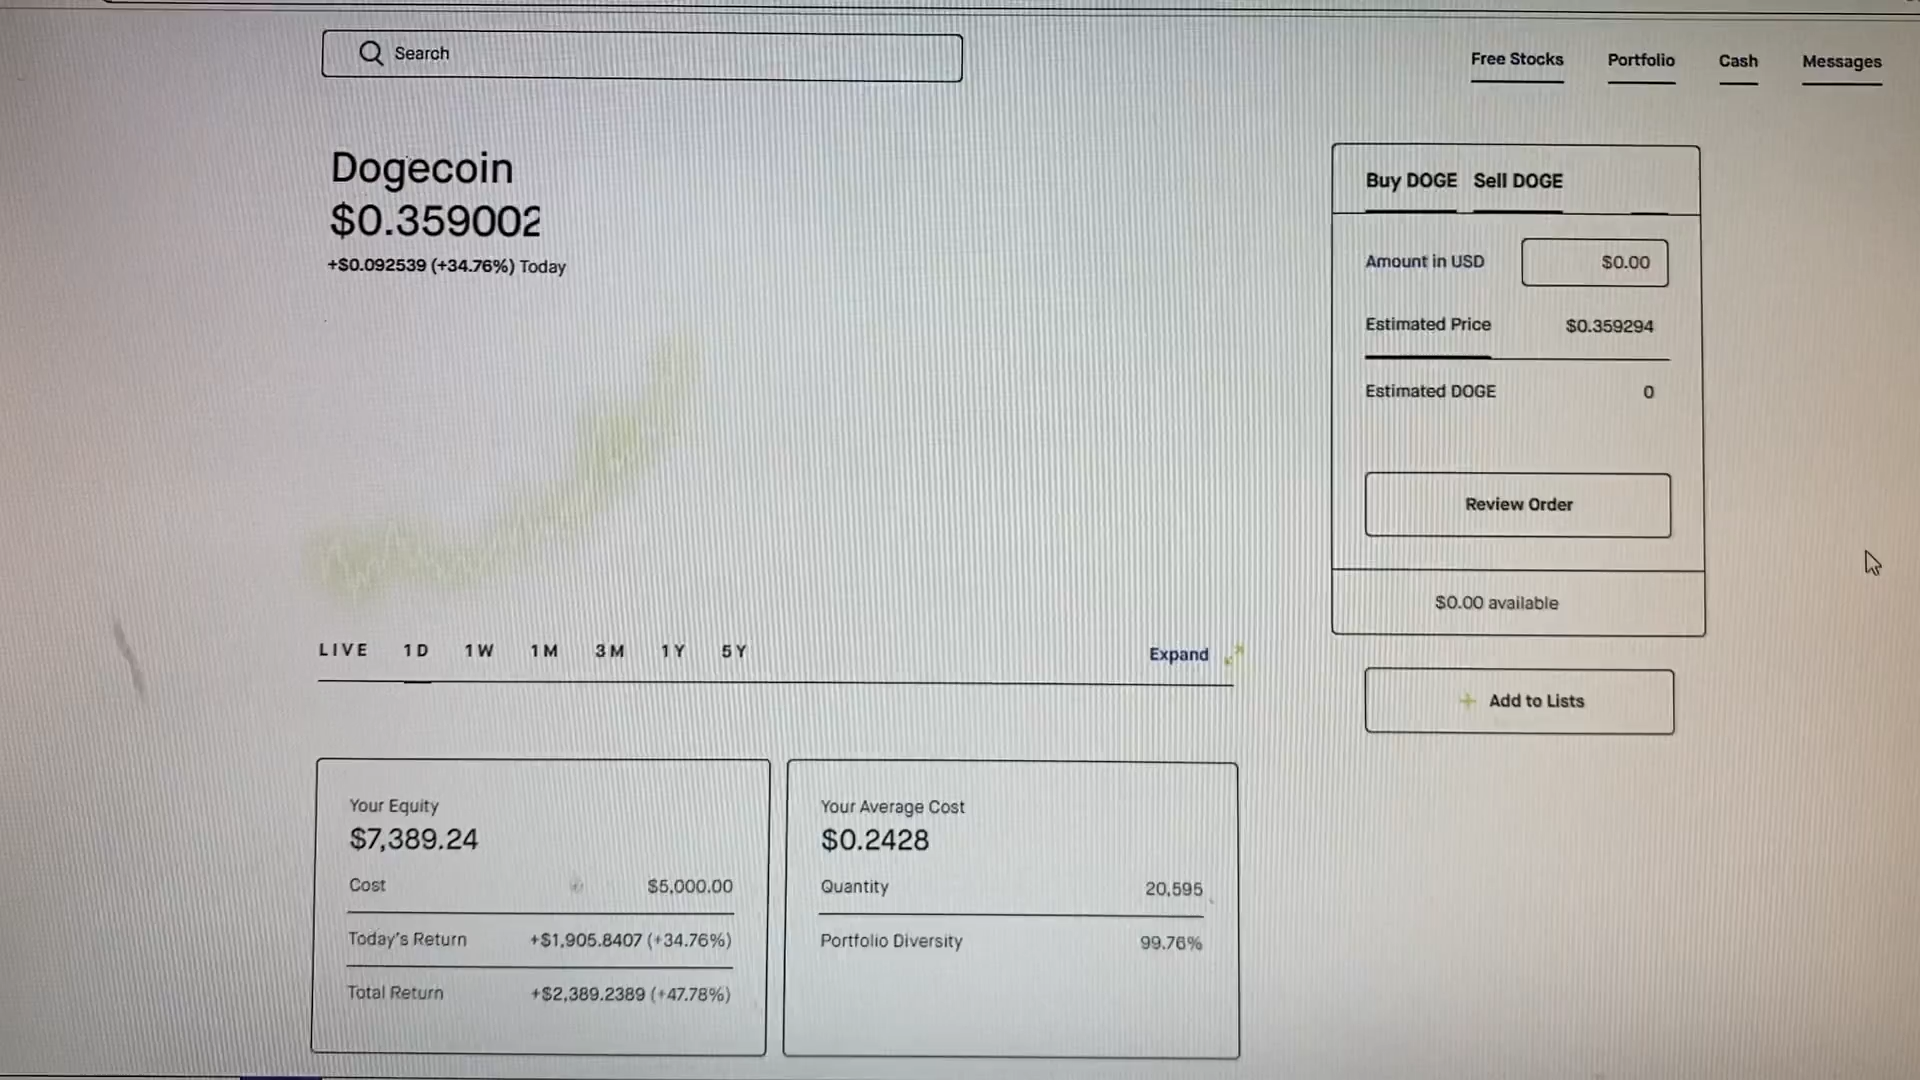 Search
Free Stocks Portfolio Cash Messages
Dogecoin
$0.359002
+$0.092539 (+34.76%) Today
Buy DOGE Sell DOGE
Amount in USD $0.00
Estimated Price $0.359294
Estimated DOGE 0
Review Order
$0.00 available
LIVE 1D 1W 1M 3M 1Y 5Y
Expand
Add to Lists
Your Equity
$7,389.24
Cost $5,000.00
Today's Return +$1,905.8407 (+34.76%)
Total Return +$2,389.2389 (+47.78%)
Your Average Cost
$0.2428
Quantity 20,595
Portfolio Diversity 99.76%